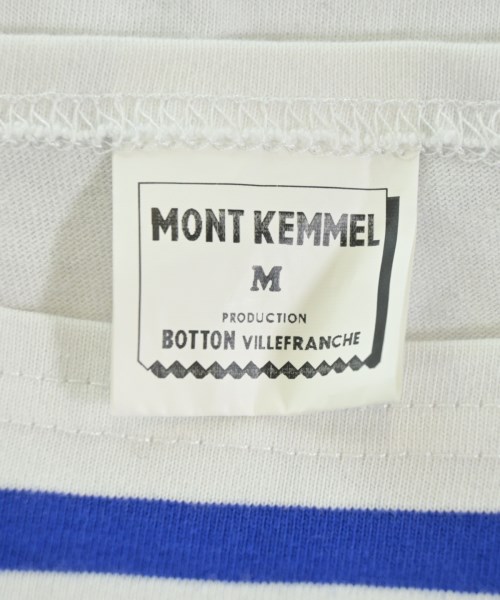 MONT KEMMEL
M
PRODUCTION
BOTTON VILLEFRANCHE